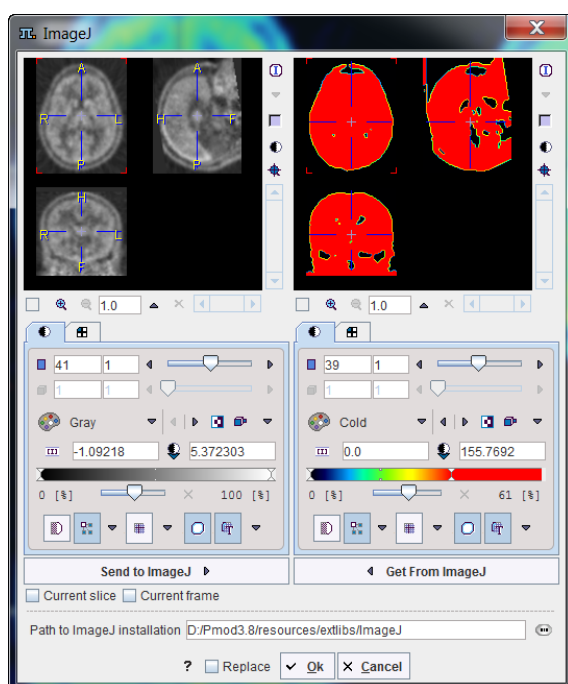 ImageJ
A A
R L H F
P P
H
R L
F
1.0 1.0
41 1 39 1
1 1 1 1
Gray Cold
-1.09218 5.372303 0.0 155.7692
0 [%] 100 [%] 0 [%] 61 [%]
Send to ImageJ Get From ImageJ
Current slice Current frame
Path to ImageJ installation D:/Pmod3.8/resources/extlibs/ImageJ
? Replace Ok Cancel